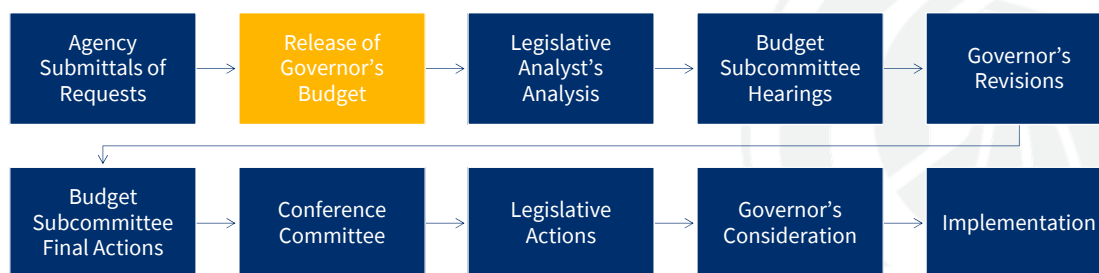 Agency
Submittals of
Requests
Release of
Governor's
Budget
Legislative
Analyst's
Analysis
Budget
Subcommittee
Hearings
Governor's
Revisions
Budget
Subcommittee
Final Actions
Conference
Committee
Legislative
Actions
Governor's
Consideration
Implementation